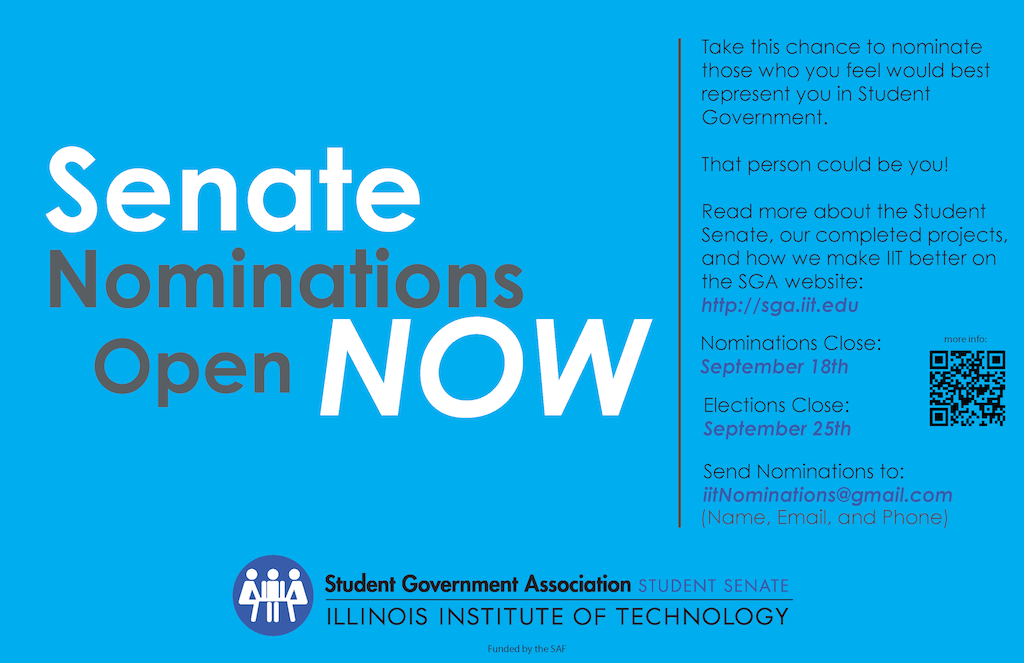 Senate
Nominations
Open NOW
Take this chance to nominate
those who you feel would best
represent you in Student
Government.
That person could be you!
Read more about the Student
Senate, our completed projects,
and how we make IIT better on
the SGA website:
http://sga.iit.edu
Nominations Close:
September 18th
more info:
Elections Close:
September 25th
Send Nominations to:
iitNominations@gmail.com
(Name, Email, and Phone)
Student Government Association STUDENT SENATE
ILLINOIS INSTITUTE OF TECHNOLOGY
Funded by the SAF